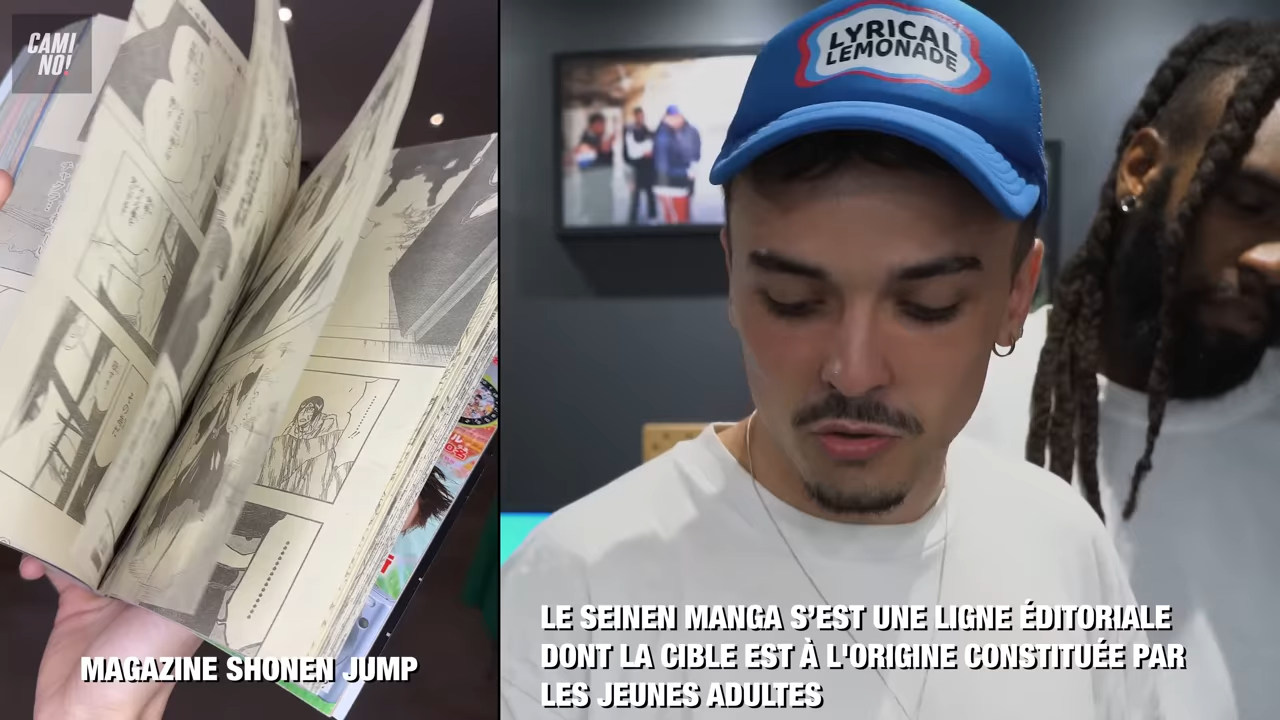 CAMI
NO!
LYRICAL
LEMONADE
MAGAZINE SHONEN JUMP
LE SEINEN MANGA S'EST UNE LIGNE ÉDITORIALE
DONT LA CIBLE EST À L'ORIGINE CONSTITUÉE PAR
LES JEUNES ADULTES